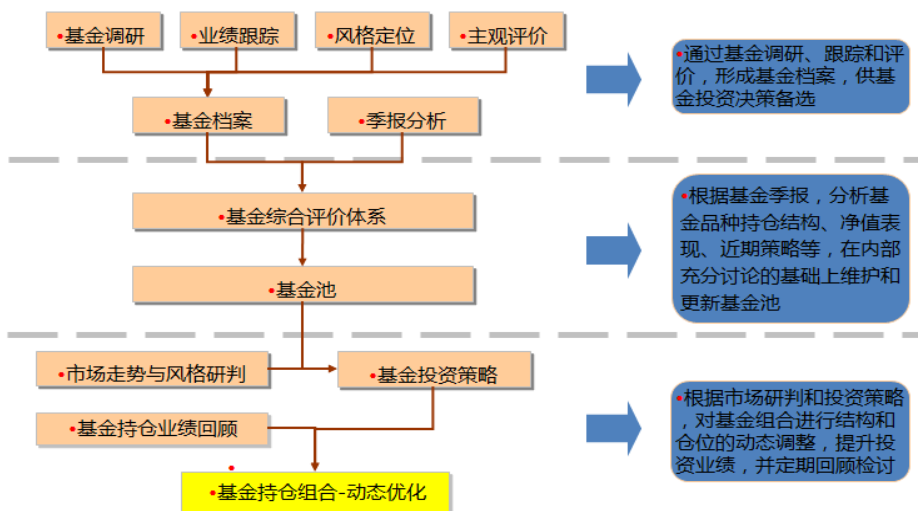 •基金调研
•业绩跟踪
•风格定位
•主观评价
•通过基金调研、跟踪和评
价，形成基金档案，供基
金投资决策备选
•基金档案
•季报分析
•基金综合评价体系
•根据基金季报，分析基
金品种持仓结构、净值表
现、近期策略等，在内部
充分讨论的基础上维护和
更新基金池
•基金池
•市场走势与风格研判
•基金投资策略
•根据市场研判和投资策略
，对基金组合进行结构和
仓位的动态调整，提升投
资业绩，并定期回顾检讨
•基金持仓业绩回顾
•
•基金持仓组合-动态优化